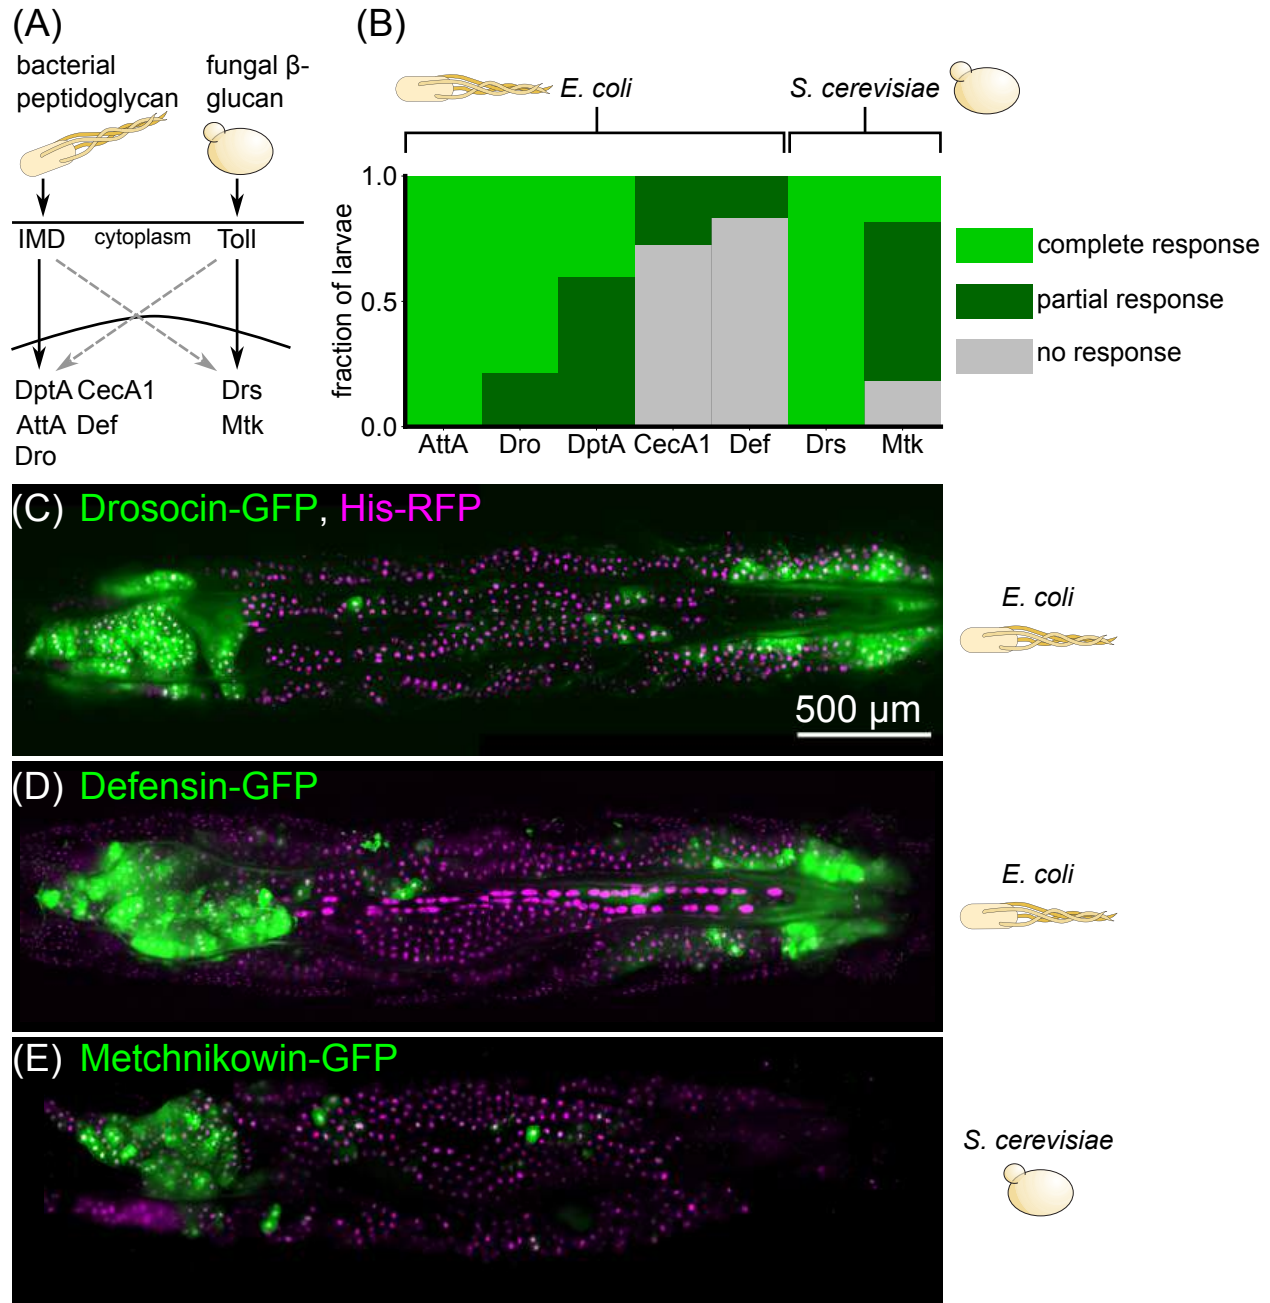 (A)
bacterial
peptidoglycan
fungal β-
glucan
IMD
cytoplasm
Toll
DptA CecA1
AttA Def
Dro
Drs
Mtk
(B)
E. coli
S. cerevisiae
fraction of larvae
1.0
0.5
0.0
AttA Dro DptA CecA1 Def Drs Mtk
complete response
partial response
no response
(C) Drosocin-GFP, His-RFP
500 µm
E. coli
(D) Defensin-GFP
E. coli
(E) Metchnikowin-GFP
S. cerevisiae